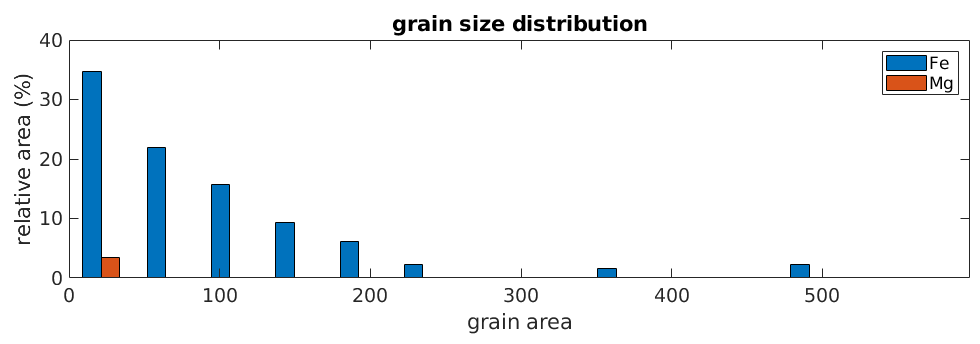 grain size distribution
40
30
20
10
0
relative area (%)
0 100 200 300 400 500
grain area
Fe
Mg